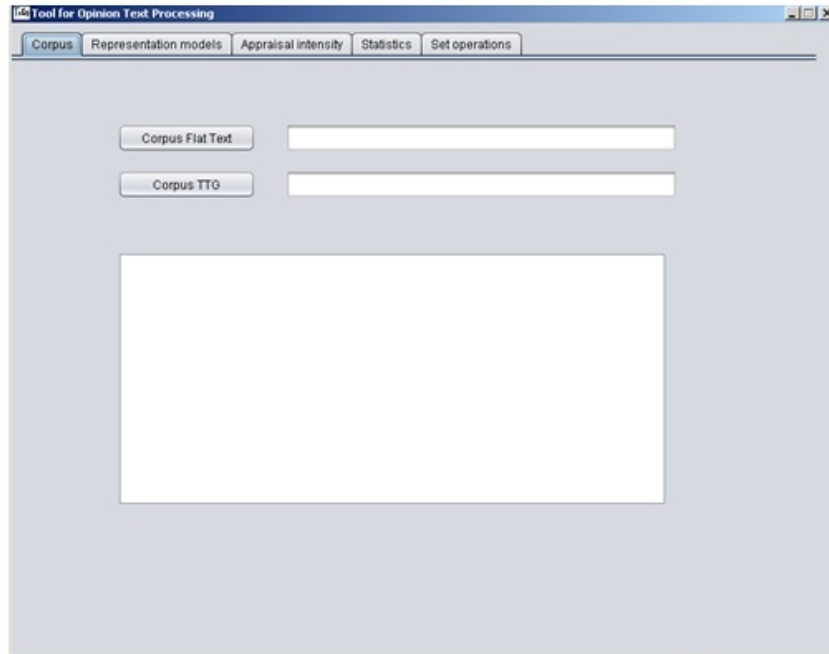 Tool for Opinion Text Processing
Corpus Representation models Appraisal intensity Statistics Set operations
Corpus Flat Text
Corpus TTG